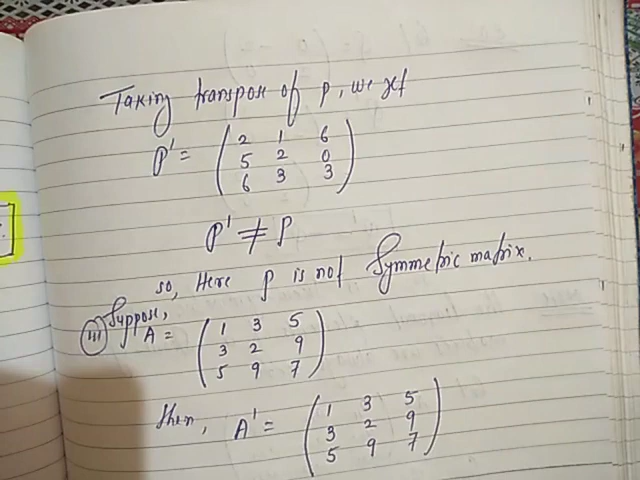 Taking transpose of P, we get
P' = ( 2 1 6
5 2 0
6 3 3 )
P' ≠ P
so, Here P is not Symmetric matrix.
(iii) Suppose,
A = ( 1 3 5
3 2 9
5 9 7 )
then, A' = ( 1 3 5
3 2 9
5 9 7 )